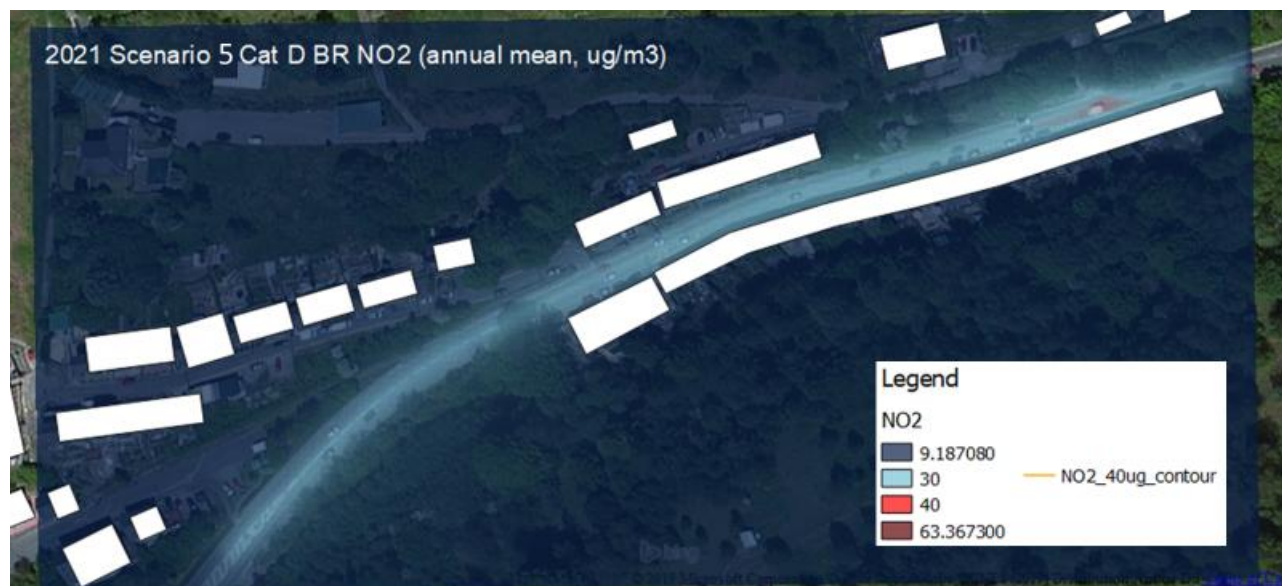 2021 Scenario 5 Cat D BR NO2 (annual mean, ug/m3)
Legend
NO2
9.187080
30
NO2_40ug_contour
40
63.367300